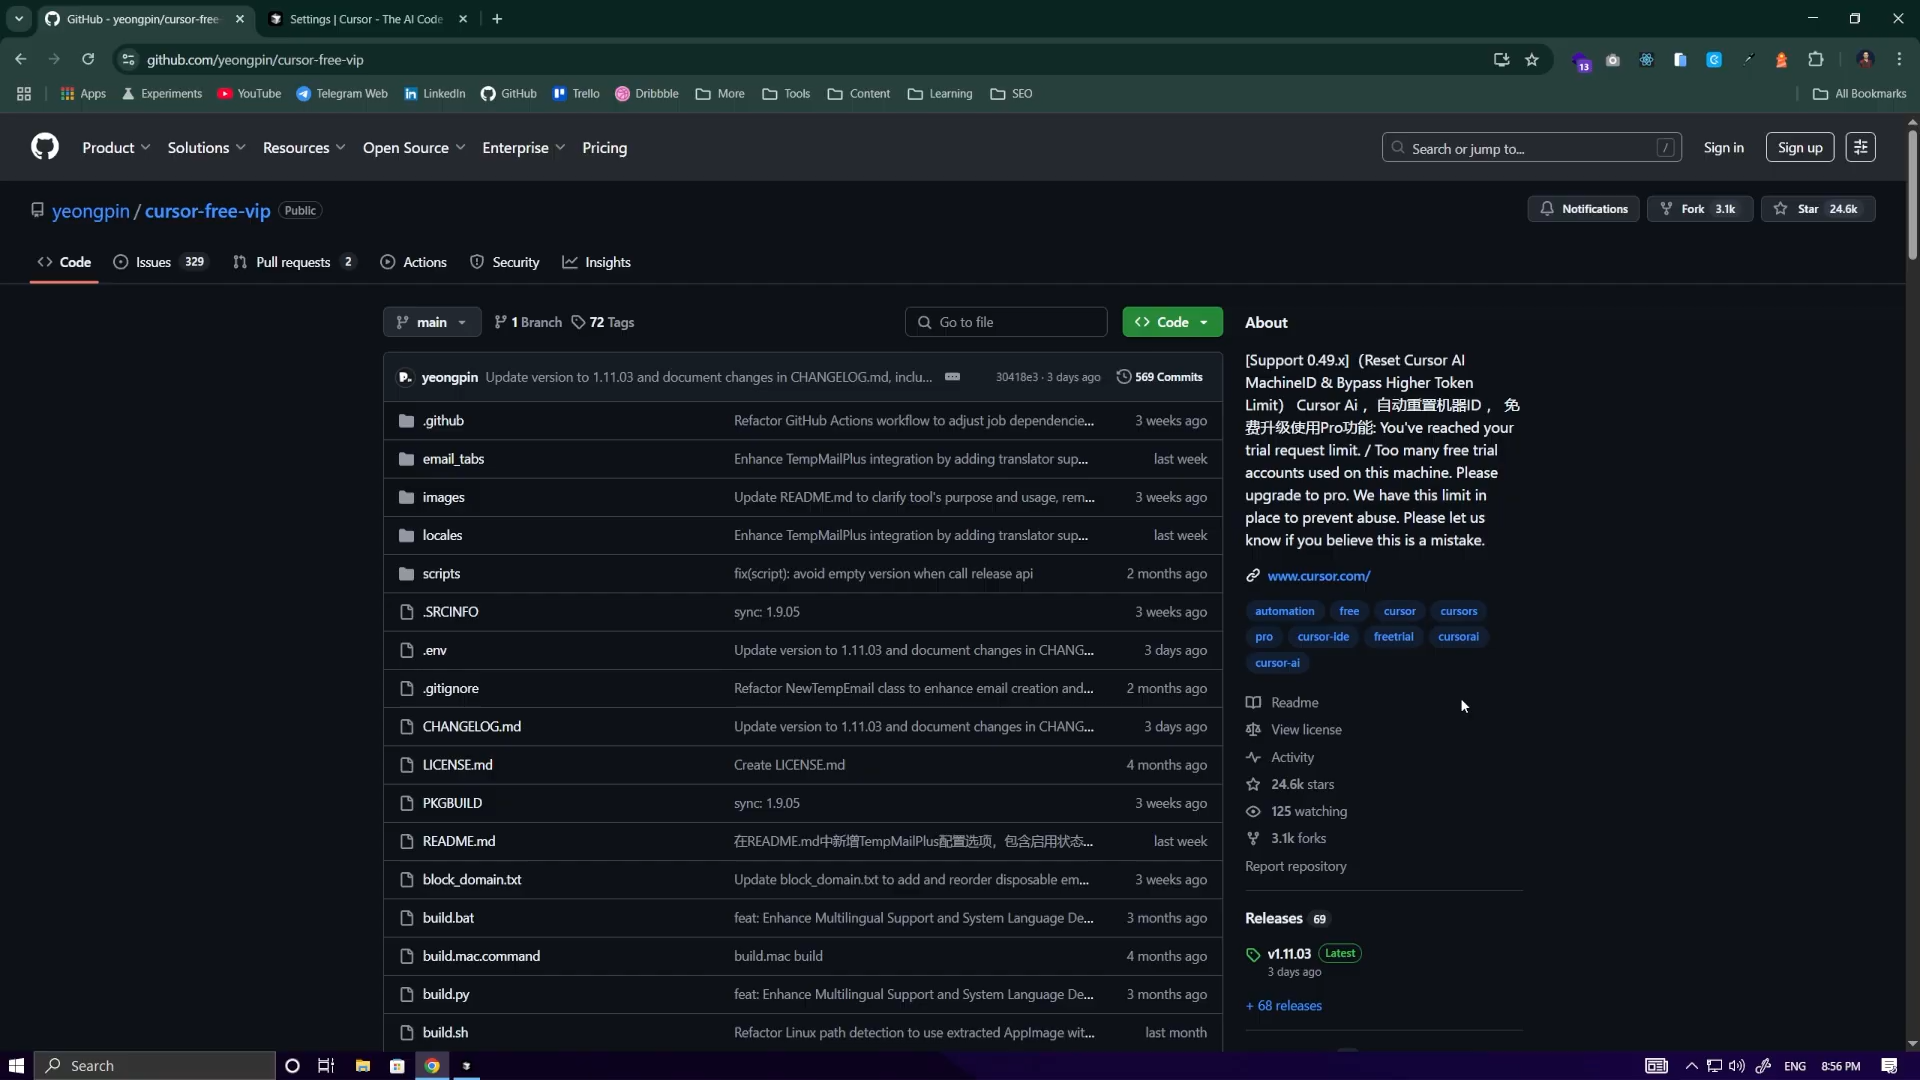 GitHub - yeongpin/cursor-free-
Settings | Cursor - The AI Code
github.com/yeongpin/cursor-free-vip
13
Apps
Experiments
YouTube
Telegram Web
LinkedIn
GitHub
Trello
Dribbble
More
Tools
Content
Learning
SEO
All Bookmarks
Product
Solutions
Resources
Open Source
Enterprise
Pricing
Search or jump to...
/
Sign in
Sign up
yeongpin / cursor-free-vip
Public
Notifications
Fork 3.1k
Star 24.6k
Code
Issues 329
Pull requests 2
Actions
Security
Insights
main
1 Branch
72 Tags
Go to file
Code
P. yeongpin Update version to 1.11.03 and document changes in CHANGELOG.md, inclu... 30418e3 · 3 days ago 569 Commits
.github Refactor GitHub Actions workflow to adjust job dependencie... 3 weeks ago
email_tabs Enhance TempMailPlus integration by adding translator sup... last week
images Update README.md to clarify tool's purpose and usage, rem... 3 weeks ago
locales Enhance TempMailPlus integration by adding translator sup... last week
scripts fix(script): avoid empty version when call release api 2 months ago
.SRCINFO sync: 1.9.05 3 weeks ago
.env Update version to 1.11.03 and document changes in CHANG... 3 days ago
.gitignore Refactor NewTempEmail class to enhance email creation and... 2 months ago
CHANGELOG.md Update version to 1.11.03 and document changes in CHANG... 3 days ago
LICENSE.md Create LICENSE.md 4 months ago
PKGBUILD sync: 1.9.05 3 weeks ago
README.md 在README.md中新增TempMailPlus配置选项，包含启用状态... last week
block_domain.txt Update block_domain.txt to add and reorder disposable em... 3 weeks ago
build.bat feat: Enhance Multilingual Support and System Language De... 3 months ago
build.mac.command build.mac build 4 months ago
build.py feat: Enhance Multilingual Support and System Language De... 3 months ago
build.sh Refactor Linux path detection to use extracted AppImage wit... last month
About
[Support 0.49.x]（Reset Cursor AI
MachineID & Bypass Higher Token
Limit） Cursor Ai ，自动重置机器ID ， 免
费升级使用Pro功能: You've reached your
trial request limit. / Too many free trial
accounts used on this machine. Please
upgrade to pro. We have this limit in
place to prevent abuse. Please let us
know if you believe this is a mistake.
www.cursor.com/
automation free cursor cursors
pro cursor-ide freetrial cursorai
cursor-ai
Readme
View license
Activity
24.6k stars
125 watching
3.1k forks
Report repository
Releases 69
v1.11.03 Latest
3 days ago
+ 68 releases
Search
ENG
8:56 PM